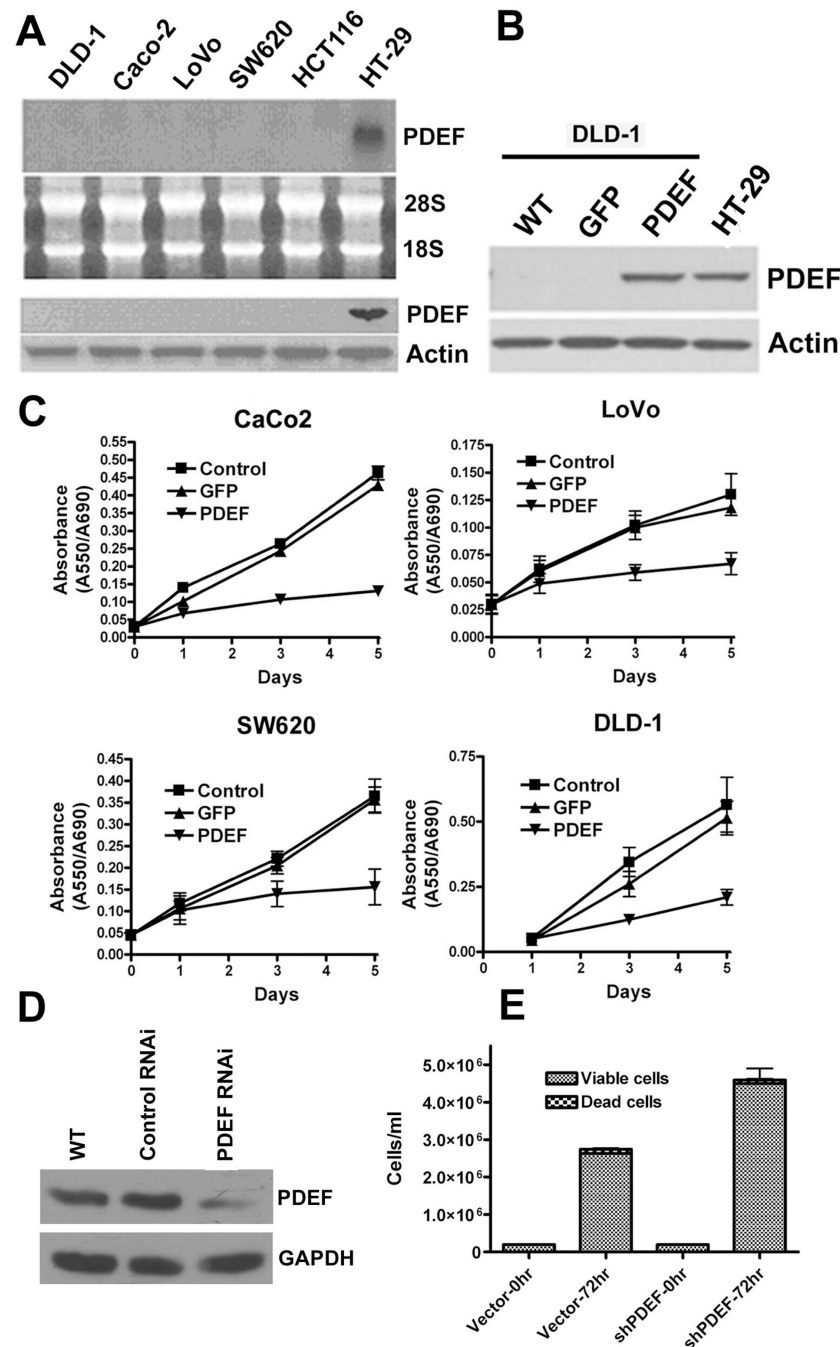 A
DLD-1
Caco-2
LoVo
SW620
HCT116
HT-29
PDEF
28S
18S
PDEF
Actin
B
DLD-1
WT
GFP
PDEF
HT-29
PDEF
Actin
C
CaCo2
Absorbance
(A550/A690)
0.55
0.50
0.45
0.40
0.35
0.30
0.25
0.20
0.15
0.10
0.05
0.00
Control
GFP
PDEF
0 1 2 3 4 5
Days
LoVo
Absorbance
(A550/A690)
0.175
0.150
0.125
0.100
0.075
0.050
0.025
0.000
Control
GFP
PDEF
0 1 2 3 4 5
Days
SW620
Absorbance
(A550/A690)
0.45
0.40
0.35
0.30
0.25
0.20
0.15
0.10
0.05
0.00
Control
GFP
PDEF
0 1 2 3 4 5
Days
DLD-1
Absorbance
(A550/A690)
0.75
0.50
0.25
0.00
Control
GFP
PDEF
0 1 2 3 4 5
Days
D
WT
Control RNAi
PDEF RNAi
PDEF
GAPDH
E
Cells/ml
5.0×10⁶
4.0×10⁶
3.0×10⁶
2.0×10⁶
1.0×10⁶
0
Viable cells
Dead cells
Vector-0hr
Vector-72hr
shPDEF-0hr
shPDEF-72hr